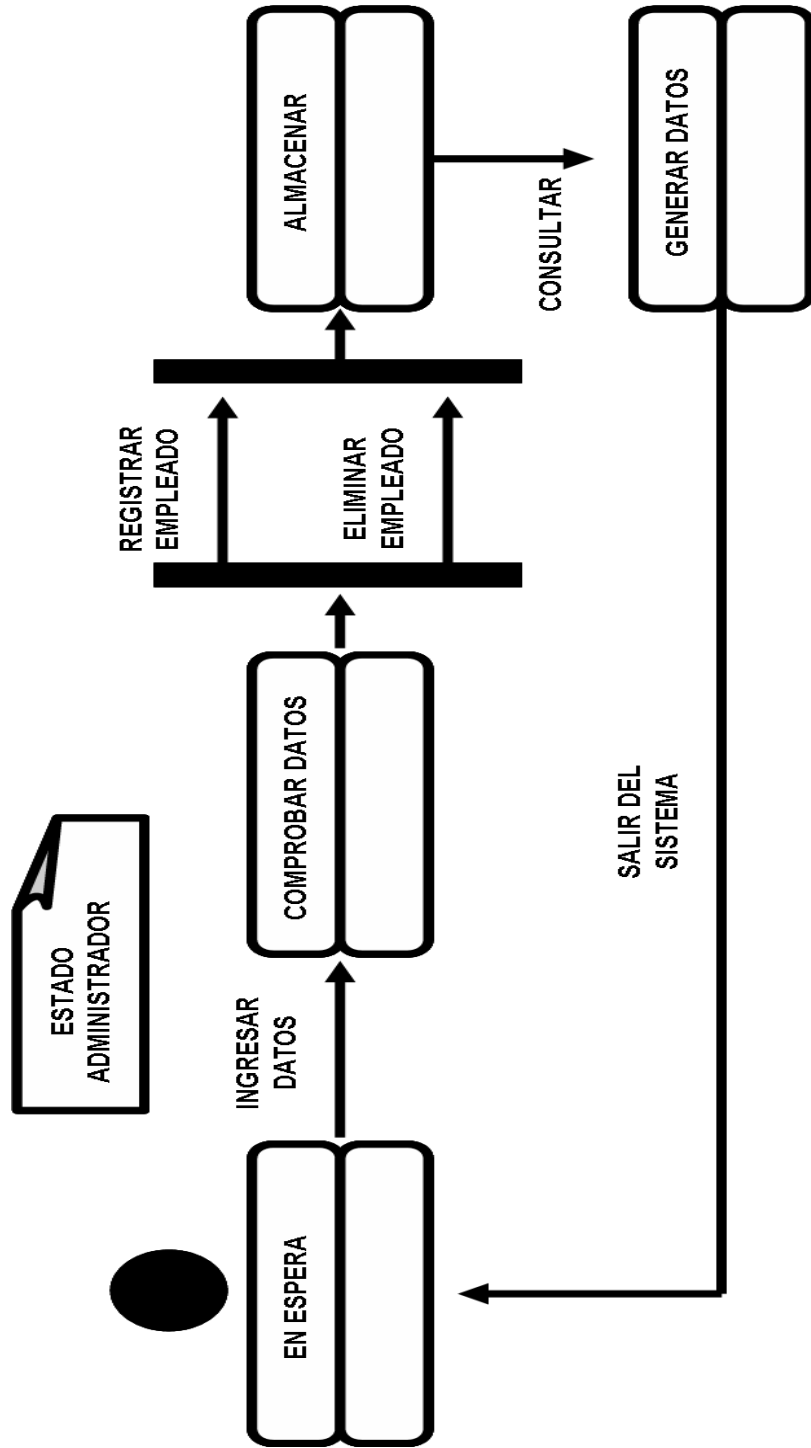 ESTADO
ADMINISTRADOR
EN ESPERA
INGRESAR
DATOS
COMPROBAR DATOS
REGISTRAR
EMPLEADO
ELIMINAR
EMPLEADO
ALMACENAR
CONSULTAR
GENERAR DATOS
SALIR DEL
SISTEMA